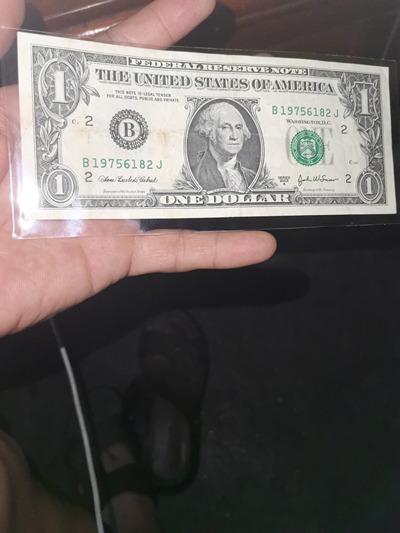 FEDERAL RESERVE NOTE
THE UNITED STATES OF AMERICA
1
1
THIS NOTE IS LEGAL TENDER
FOR ALL DEBTS, PUBLIC AND PRIVATE
B 19756182 J
WASHINGTON, D.C.
2
B
2
B 19756182 J
2
2
SERIES
1
ONE DOLLAR
1